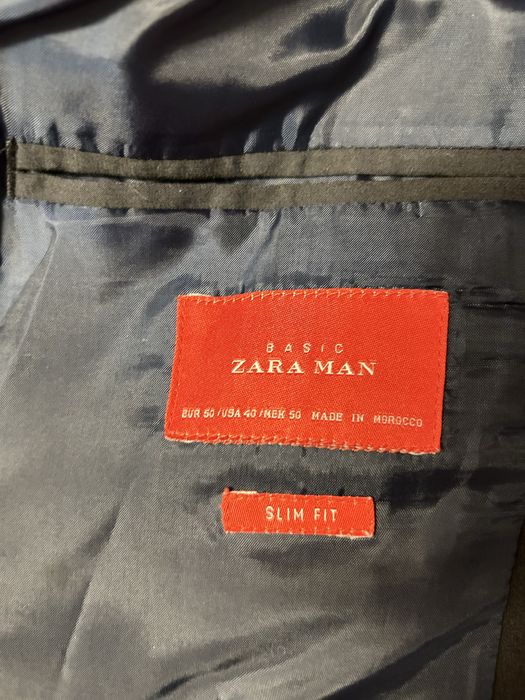 BASIC
ZARA MAN
EUR 50 / USA 40 / MEX 50 MADE IN MOROCCO
SLIM FIT